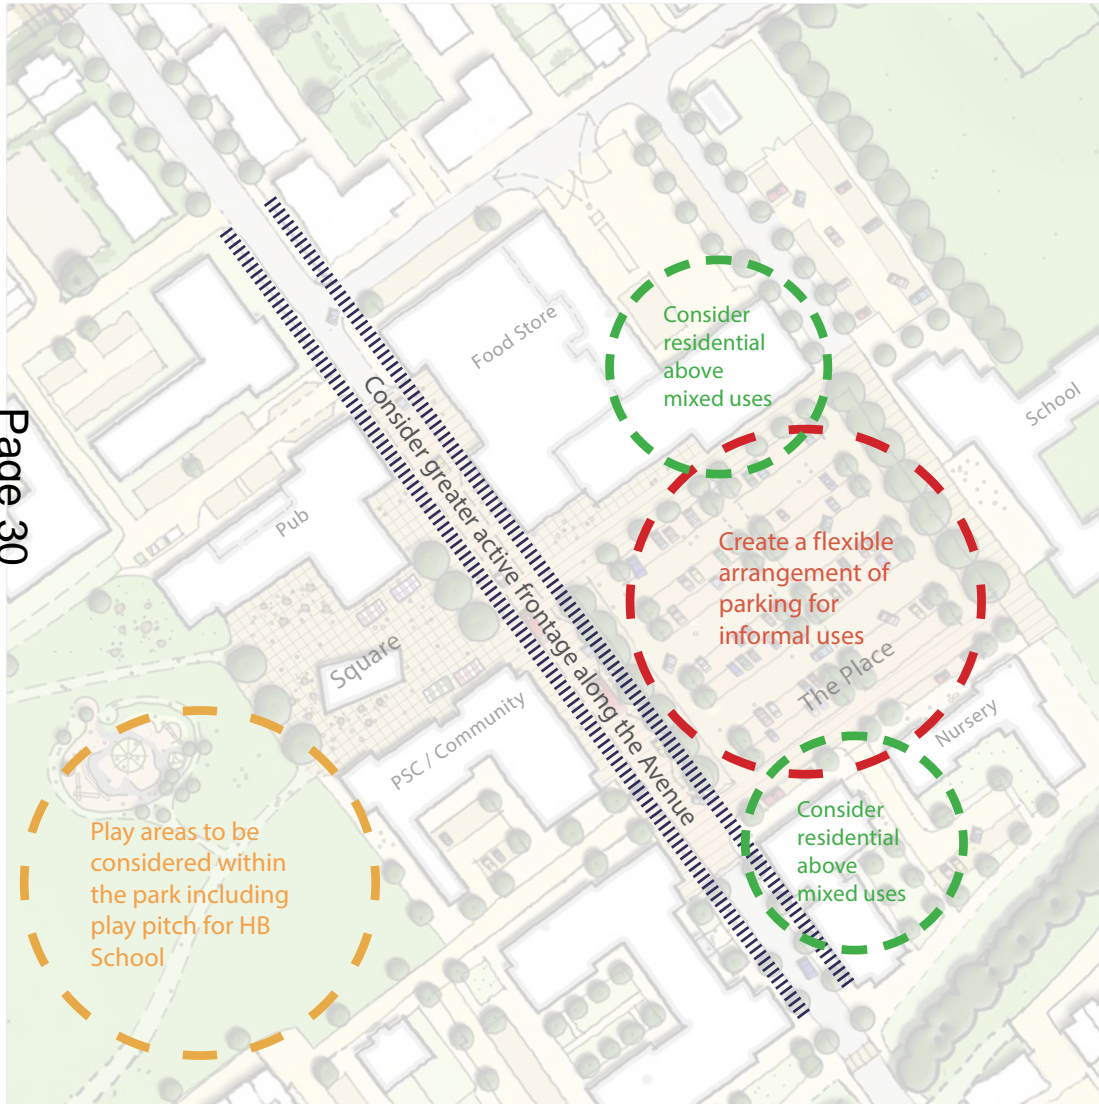 Page 30
Food Store
Consider
residential
above
mixed uses
School
Consider greater active frontage along the Avenue
Pub
Create a flexible
arrangement of
parking for
informal uses
Square
The Place
PSC / Community
Nursery
Play areas to be
considered within
the park including
play pitch for HB
School
Consider
residential
above
mixed uses